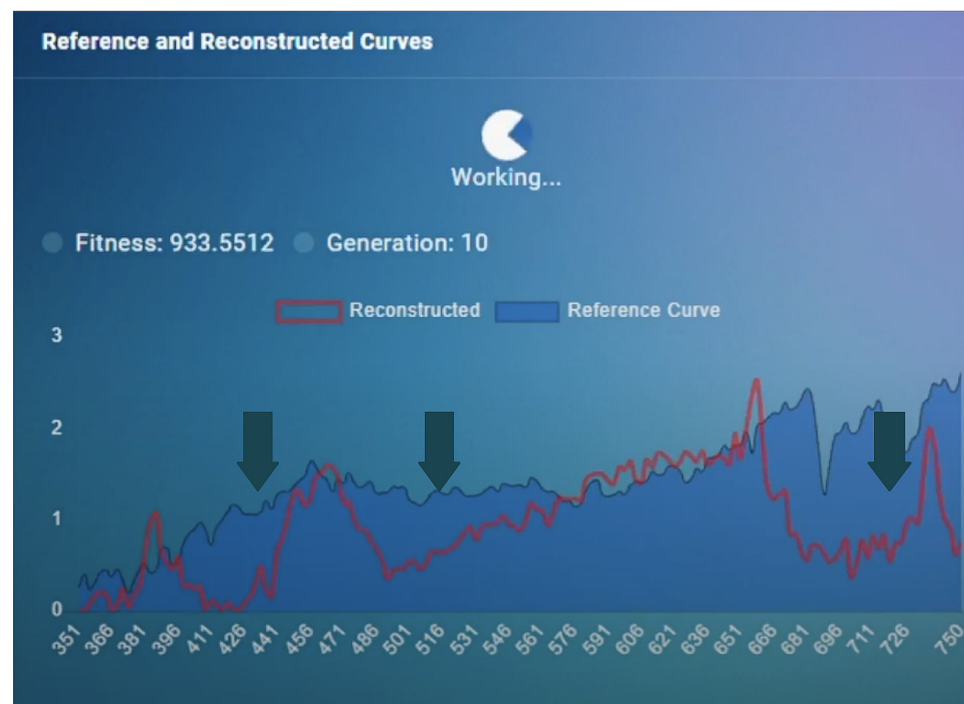 Reference and Reconstructed Curves
Working...
Fitness: 933.5512 Generation: 10
Reconstructed Reference Curve
3
2
1
0
351 366 381 396 411 426 441 456 471 486 501 516 531 546 561 576 591 606 621 636 651 666 681 696 711 726 750